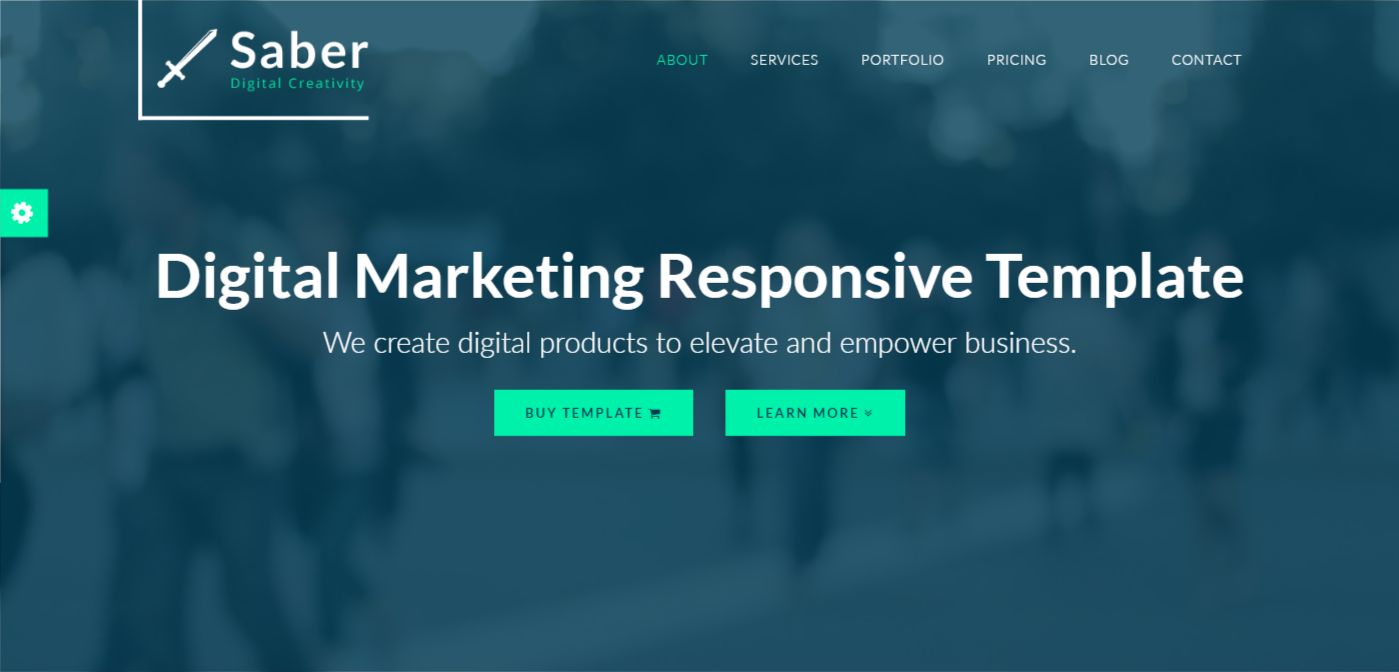 Saber
Digital Creativity
ABOUT SERVICES PORTFOLIO PRICING BLOG CONTACT
Digital Marketing Responsive Template
We create digital products to elevate and empower business.
BUY TEMPLATE LEARN MORE